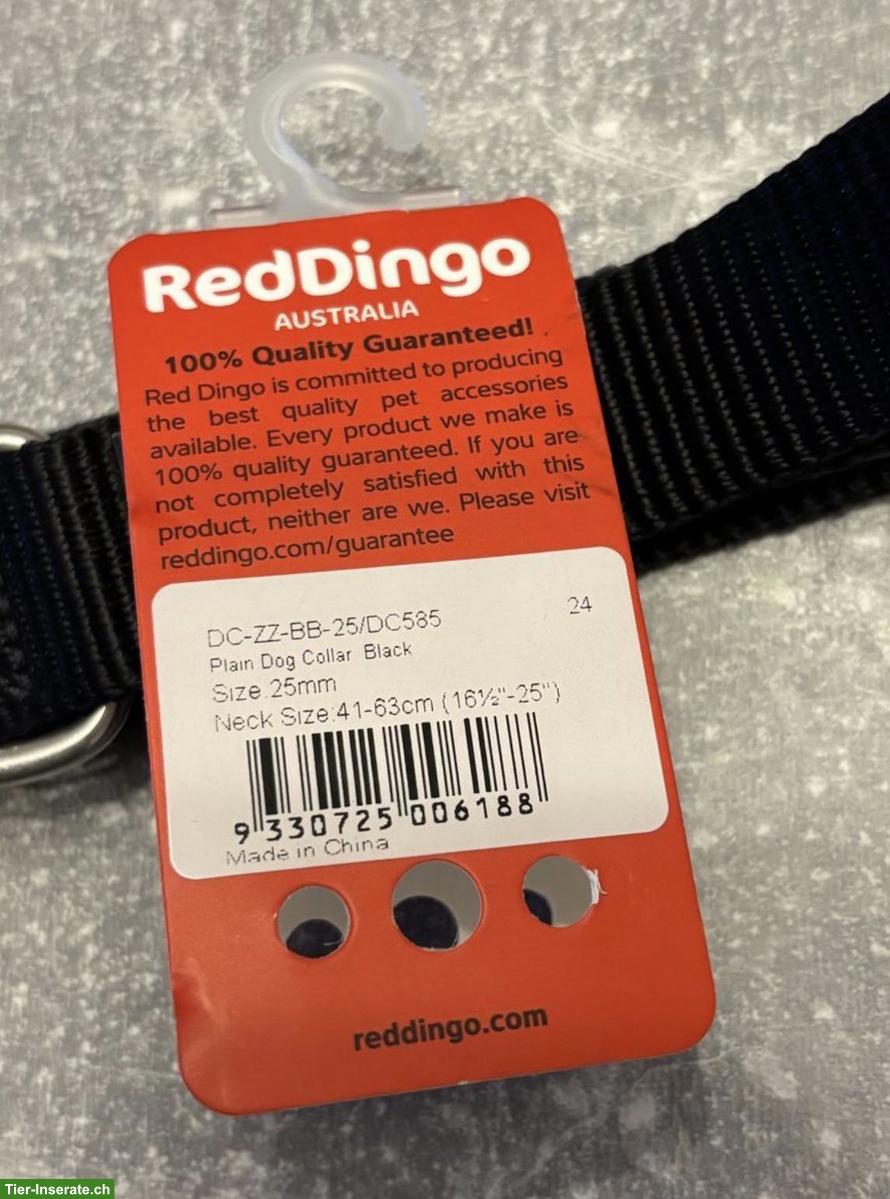 RedDingo
AUSTRALIA
100% Quality Guaranteed!
Red Dingo is committed to producing
the best quality pet accessories
available. Every product we make is
100% quality guaranteed. If you are
not completely satisfied with this
product, neither are we. Please visit
reddingo.com/guarantee
DC-ZZ-BB-25/DC585 24
Plain Dog Collar Black
Size:25mm
Neck Size:41-63cm (16½"-25")
9 330725 006188
Made in China
reddingo.com
Tier-Inserate.ch